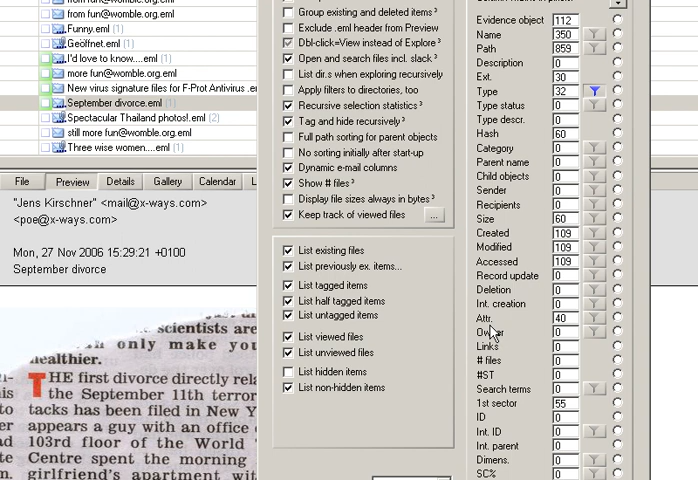 from fun@womble.org.eml
from fun@womble.org.eml
Funny.eml (1)
Geöffnet.eml (1)
I'd love to know....eml (1)
more fun@womble.org.eml
New virus signature files for F-Prot Antivirus
September divorce.eml (1)
Spectacular Thailand photos!.eml (2)
still more fun@womble.org.eml
Three wise women....eml (1)
File Preview Details Gallery Calendar L
"Jens Kirschner" <mail@x-ways.com>
<poe@x-ways.com>
Mon, 27 Nov 2006 15:29:21 +0100
September divorce
scientists are
only make you
healthier.
THE first divorce directly rela
the September 11th terror
tacks has been filed in New Y
appears a guy with an office
103rd floor of the World
Centre spent the morning
girlfriend's apartment wit
Group existing and deleted items³
Exclude .eml header from Preview
Dbl-click=View instead of Explore³
Open and search files incl. slack³
List dir.s when exploring recursively
Apply filters to directories, too
Recursive selection statistics³
Tag and hide recursively³
Full path sorting for parent objects
No sorting initially after start-up
Dynamic e-mail columns
Show # files³
Display file sizes always in bytes³
Keep track of viewed files ...
List existing files
List previously ex. items...
List tagged items
List half tagged items
List untagged items
List viewed files
List unviewed files
List hidden items
List non-hidden items
Evidence object 112
Name 350
Path 859
Description 0
Ext. 30
Type 32
Type status 0
Type descr. 0
Hash 60
Category 0
Parent name 0
Child objects 0
Sender 0
Recipients 0
Size 60
Created 109
Modified 109
Accessed 109
Record update 0
Deletion 0
Int. creation 0
Attr. 40
Owner 0
Links 0
# files 0
#ST 0
Search terms 0
1st sector 55
ID 0
Int. ID 0
Int. parent 0
Dimens. 0
SC% 0